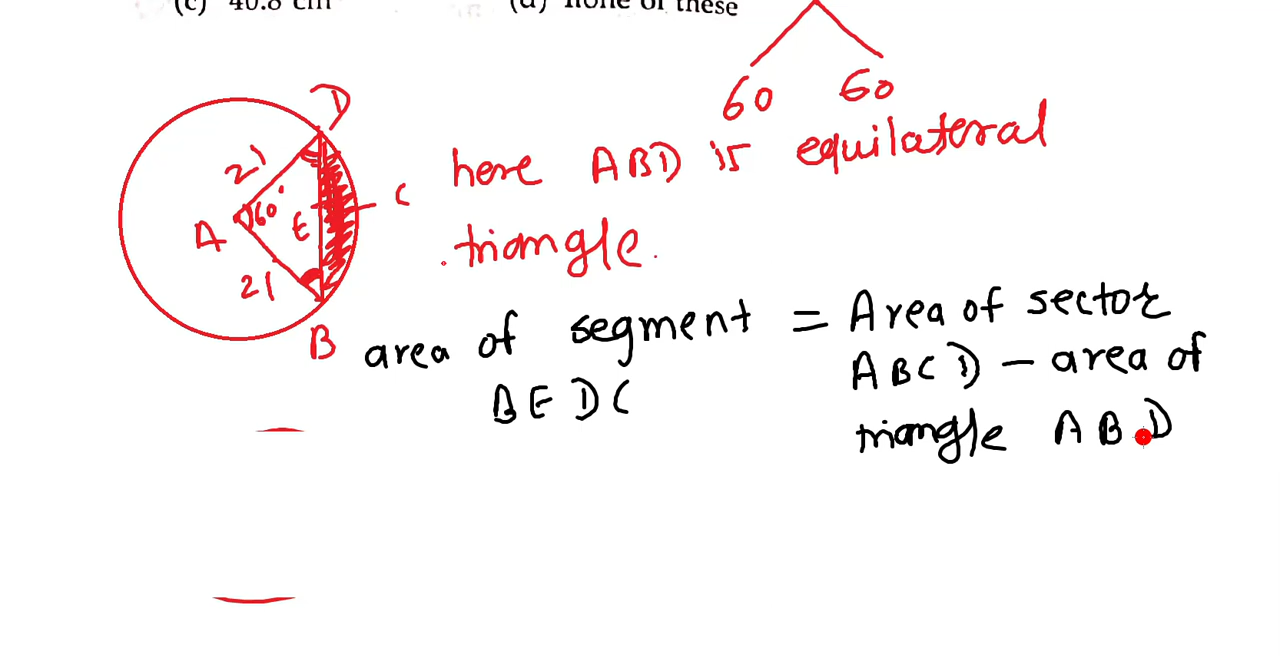 (c) 40.8 cm (d) none of these
60 60
D
21
60°
A
E
C
21
B
here ABD is equilateral
triangle.
area of segment = Area of sector
BEDC ABCD – area of
triangle ABD